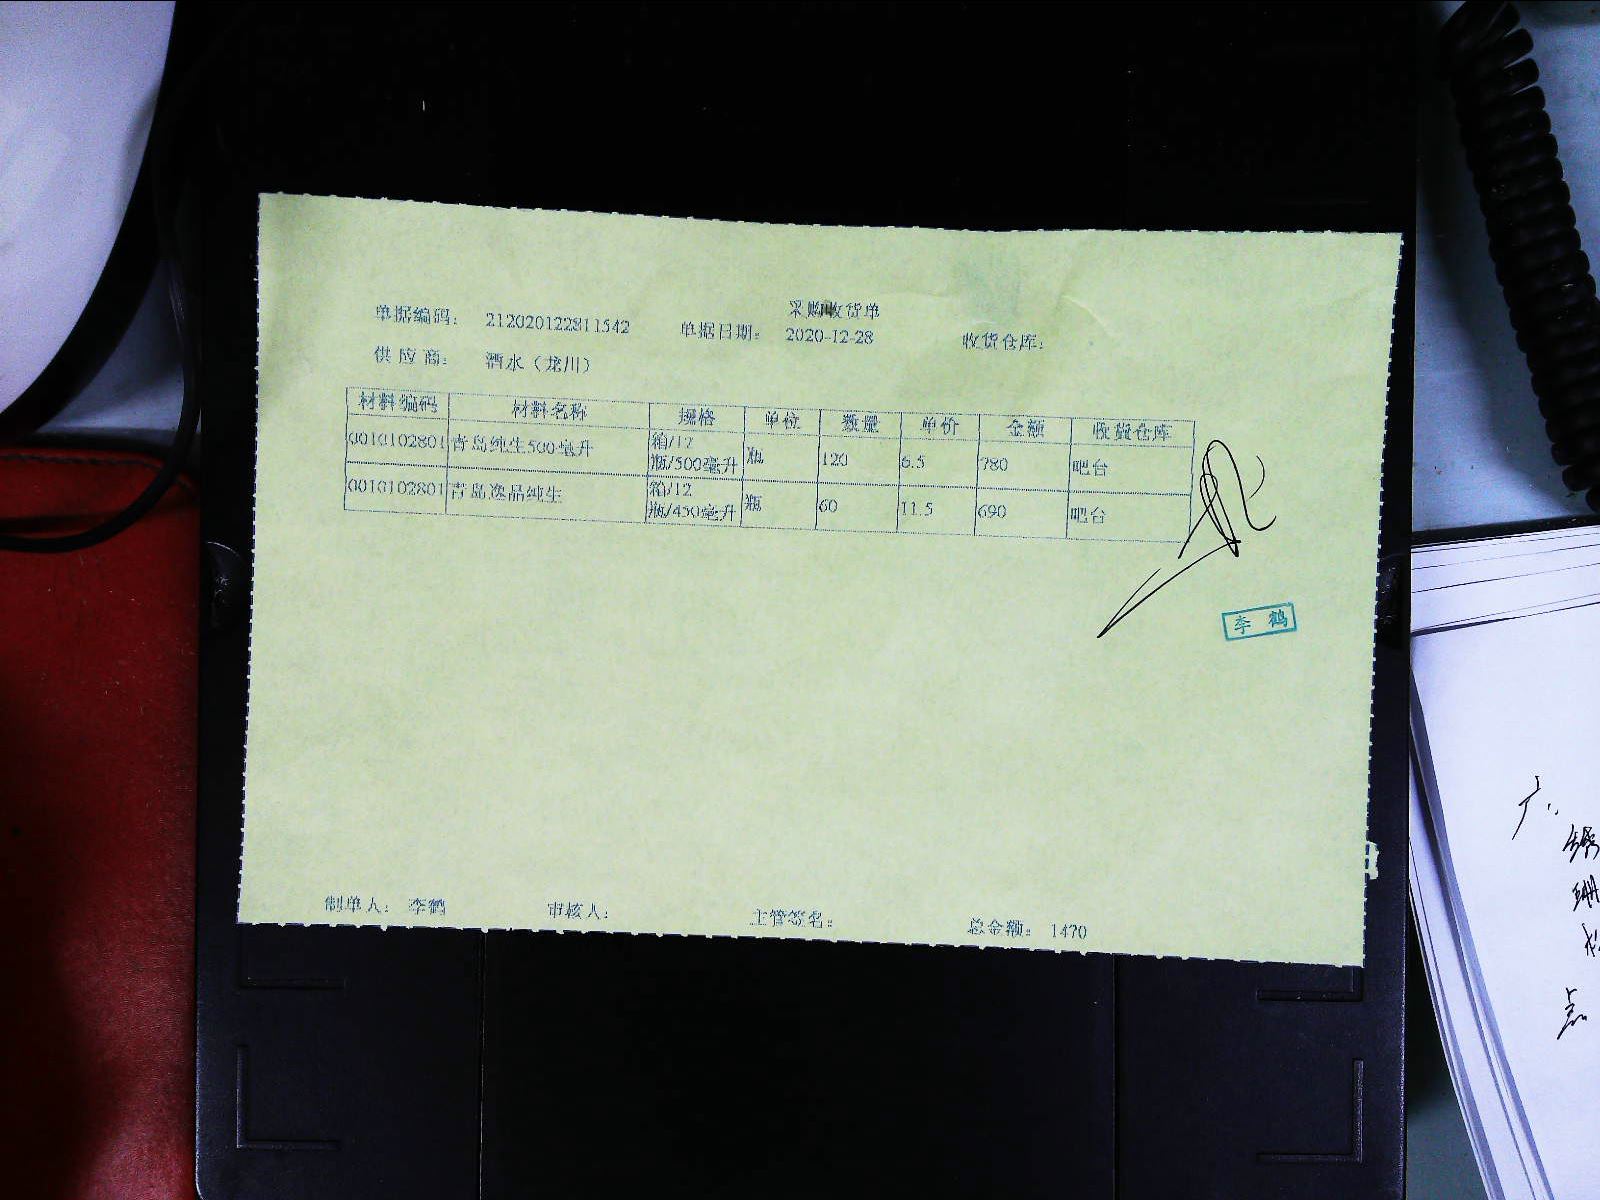 采购收货单
单据编码： 212020122811542 单据日期： 2020-12-28 收货仓库：
供应商： 酒水（龙川）
材料编码 材料名称 规格 单位 数量 单价 金额 收货仓库
0010102801 青岛纯生500毫升 箱/12瓶/500毫升 瓶 120 6.5 780 吧台
0010102801 青岛逸品纯生 箱/12瓶/450毫升 瓶 60 11.5 690 吧台
李鹤
制单人： 李鹤 审核人： 主管签名： 总金额： 1470